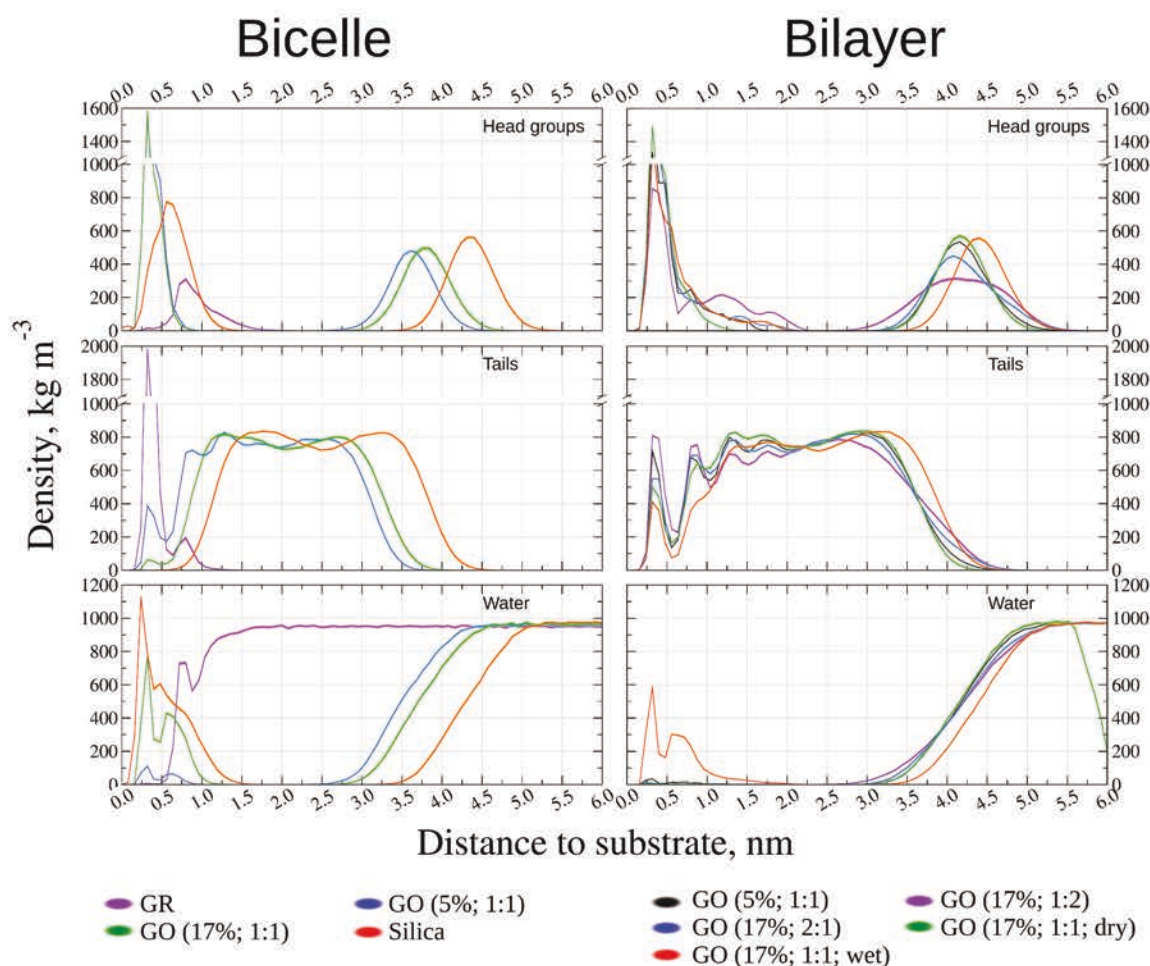 Bicelle Bilayer
0.0 0.5 1.0 1.5 2.0 2.5 3.0 3.5 4.0 4.5 5.0 5.5 6.0 0.0 0.5 1.0 1.5 2.0 2.5 3.0 3.5 4.0 4.5 5.0 5.5 6.0
1600 Head groups Head groups 1600
1400 1400
1000 1000
800 800
600 600
400 400
200 200
0 0
2000 Tails Tails 2000
1800 1800
1000 1000
800 800
600 600
400 400
200 200
0 0
1200 Water Water 1200
1000 1000
800 800
600 600
400 400
200 200
0 0
0.0 0.5 1.0 1.5 2.0 2.5 3.0 3.5 4.0 4.5 5.0 5.5 6.0 0.0 0.5 1.0 1.5 2.0 2.5 3.0 3.5 4.0 4.5 5.0 5.5 6.0
Density, kg m⁻³
Distance to substrate, nm
GR GO (5%; 1:1) GO (5%; 1:1) GO (17%; 1:2)
GO (17%; 1:1) Silica GO (17%; 2:1) GO (17%; 1:1; dry)
GO (17%; 1:1; wet)